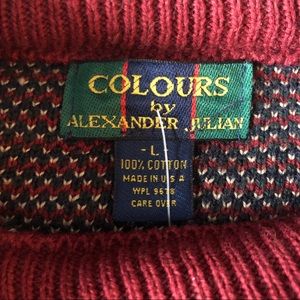 COLOURS
by
ALEXANDER JULIAN
- L -
100% COTTON
MADE IN U S A
WPL 9678
CARE OVER